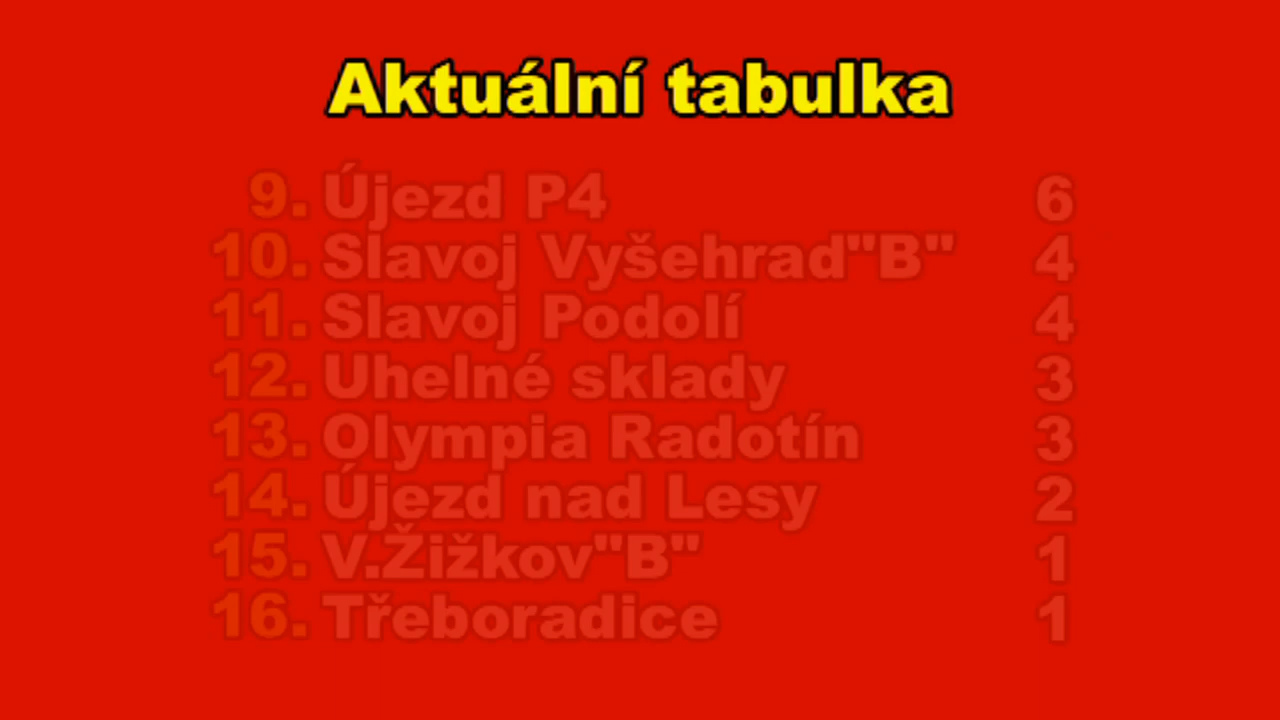 Aktuální tabulka
9. Újezd P4 6
10. Slavoj Vyšehrad"B" 4
11. Slavoj Podolí 4
12. Uhelné sklady 3
13. Olympia Radotín 3
14. Újezd nad Lesy 2
15. V.Žižkov"B" 1
16. Třeboradice 1